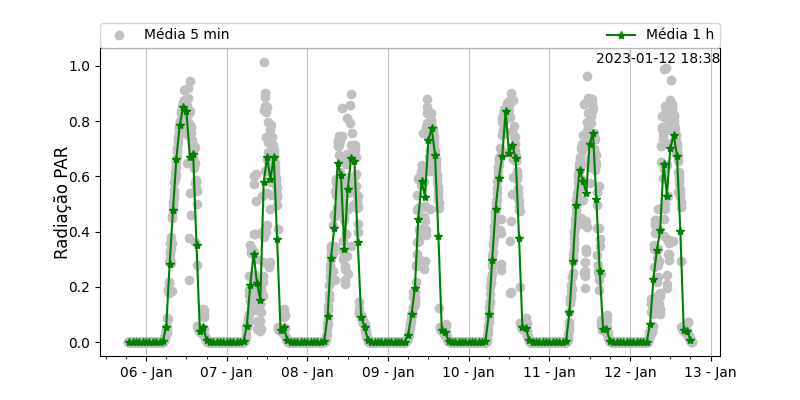 Média 5 min
Média 1 h
2023-01-12 18:38
Radiação PAR
1.0
0.8
0.6
0.4
0.2
0.0
06 - Jan
07 - Jan
08 - Jan
09 - Jan
10 - Jan
11 - Jan
12 - Jan
13 - Jan